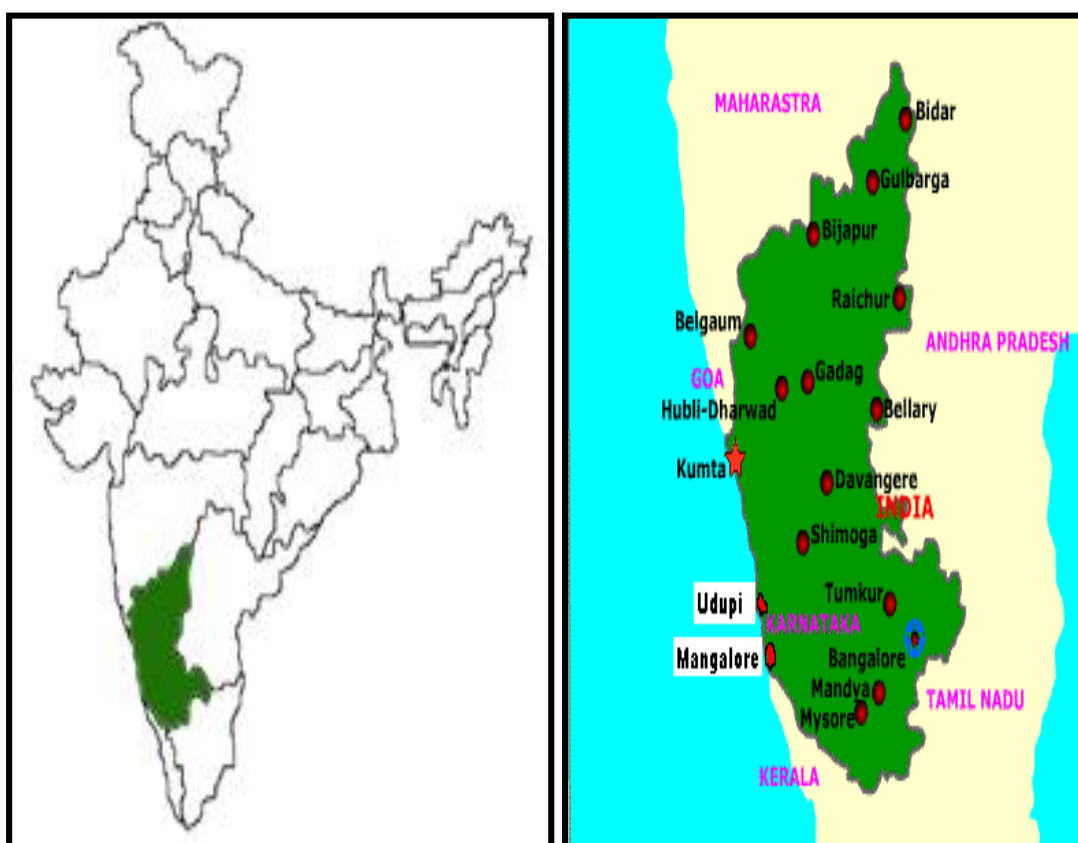 MAHARASTRA
Bidar
Gulbarga
Bijapur
Raichur
Belgaum
ANDHRA PRADESH
GOA
Gadag
Hubli-Dharwad
Bellary
Kumta
Davangere
INDIA
Shimoga
Udupi
Tumkur
KARNATAKA
Mangalore
Bangalore
Mandya
TAMIL NADU
Mysore
KERALA